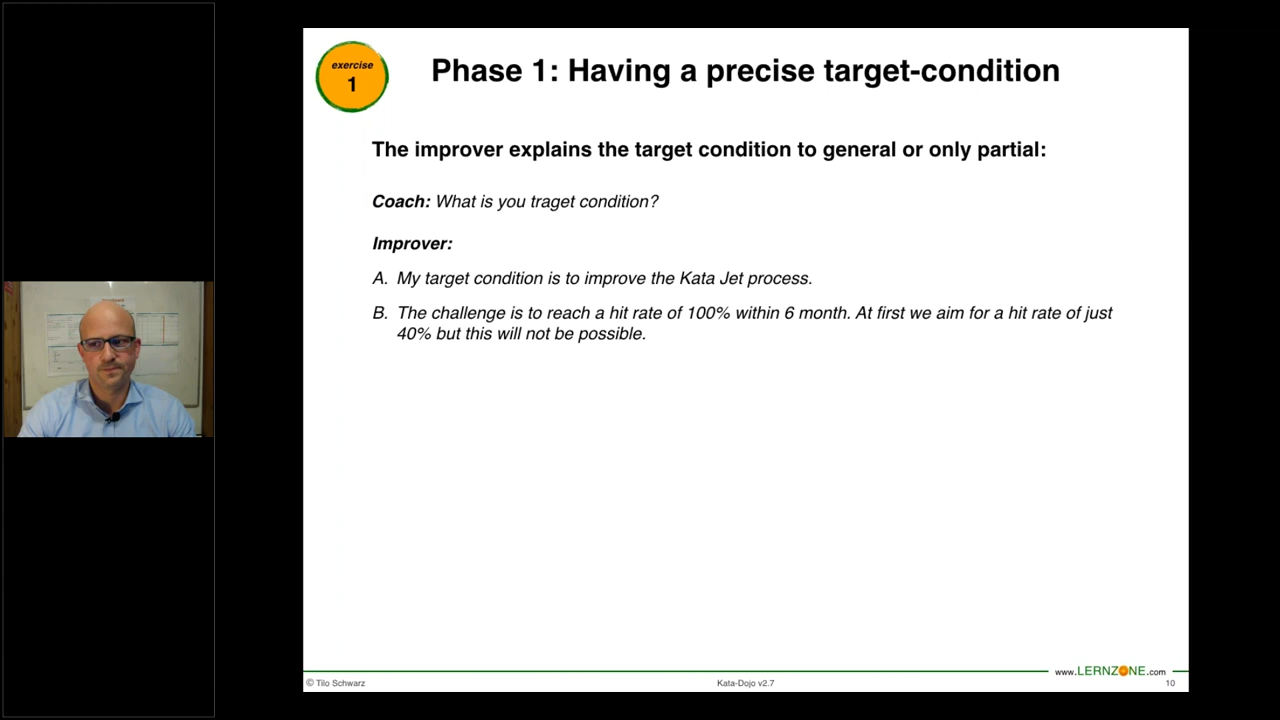 exercise
1
Phase 1: Having a precise target-condition
The improver explains the target condition to general or only partial:
Coach: What is you traget condition?
Improver:
A. My target condition is to improve the Kata Jet process.
B. The challenge is to reach a hit rate of 100% within 6 month. At first we aim for a hit rate of just
40% but this will not be possible.
www.LERNZONE.com
© Tilo Schwarz
Kata-Dojo v2.7
10